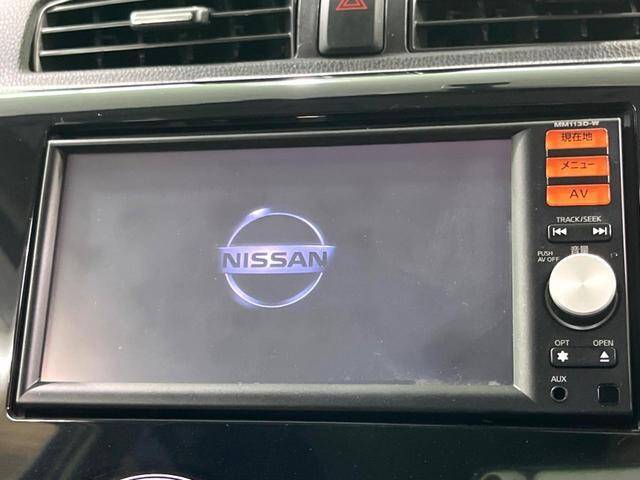 MM113D-W
現在地
メニュー
AV
TRACK/SEEK
音量
PUSH
AV OFF
NISSAN
OPT
OPEN
AUX